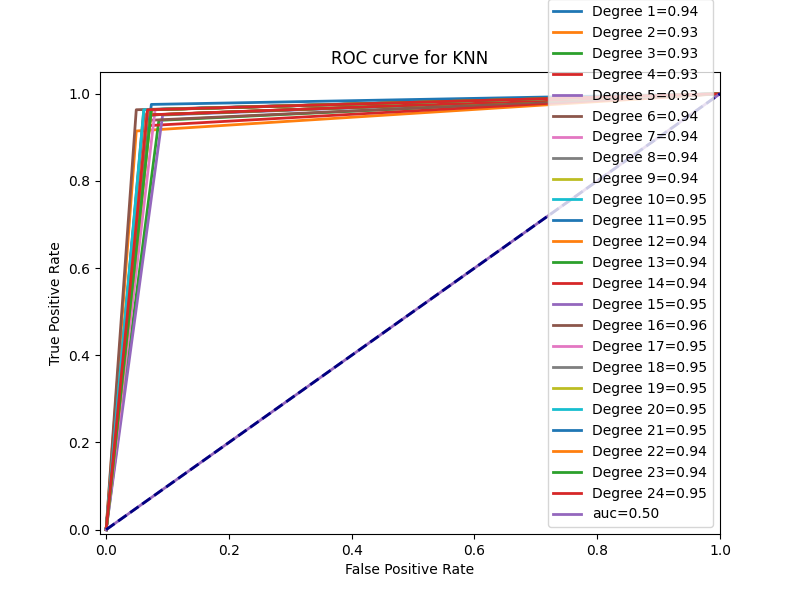 ROC curve for KNN
Degree 1=0.94
Degree 2=0.93
Degree 3=0.93
Degree 4=0.93
Degree 5=0.93
Degree 6=0.94
Degree 7=0.94
Degree 8=0.94
Degree 9=0.94
Degree 10=0.95
Degree 11=0.95
Degree 12=0.94
Degree 13=0.94
Degree 14=0.94
Degree 15=0.95
Degree 16=0.96
Degree 17=0.95
Degree 18=0.95
Degree 19=0.95
Degree 20=0.95
Degree 21=0.95
Degree 22=0.94
Degree 23=0.94
Degree 24=0.95
auc=0.50
True Positive Rate
1.0
0.8
0.6
0.4
0.2
0.0
0.0 0.2 0.4 0.6 0.8 1.0
False Positive Rate